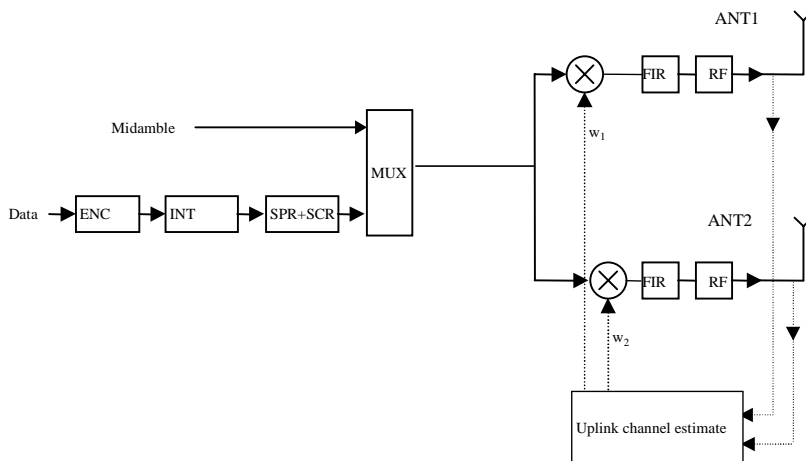 ANT1
FIR
RF
Midamble
w1
MUX
Data
ENC
INT
SPR+SCR
ANT2
FIR
RF
w2
Uplink channel estimate